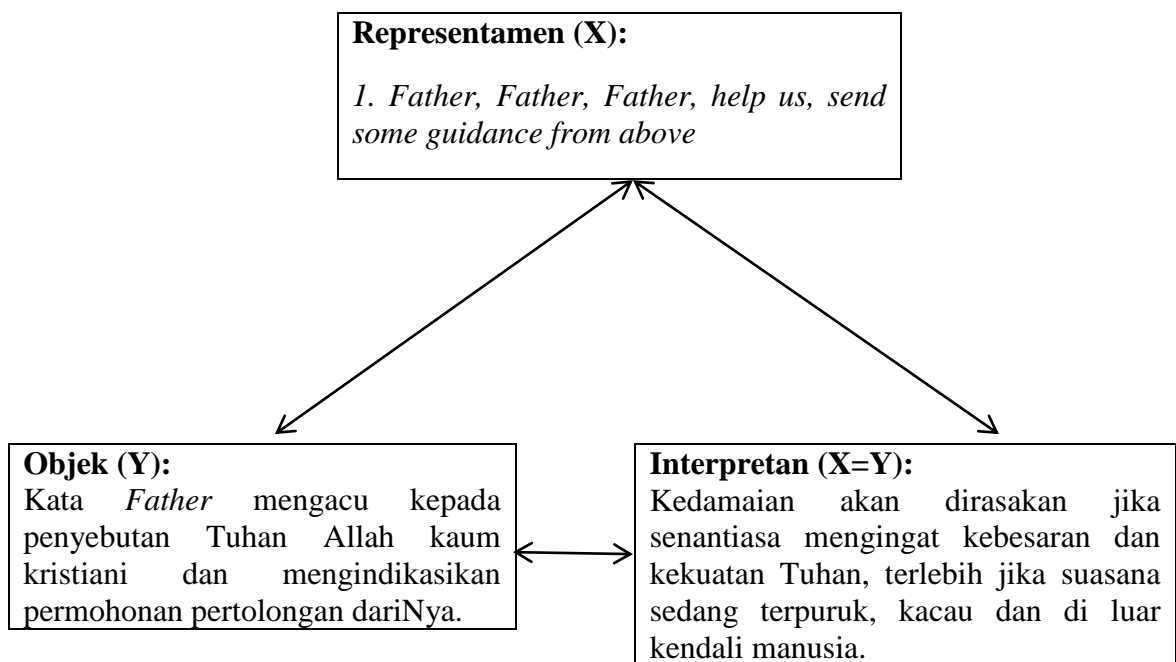 Representamen (X):
1. Father, Father, Father, help us, send
some guidance from above
Objek (Y):
Kata Father mengacu kepada
penyebutan Tuhan Allah kaum
kristiani dan mengindikasikan
permohonan pertolongan dariNya.
Interpretan (X=Y):
Kedamaian akan dirasakan jika
senantiasa mengingat kebesaran dan
kekuatan Tuhan, terlebih jika suasana
sedang terpuruk, kacau dan di luar
kendali manusia.